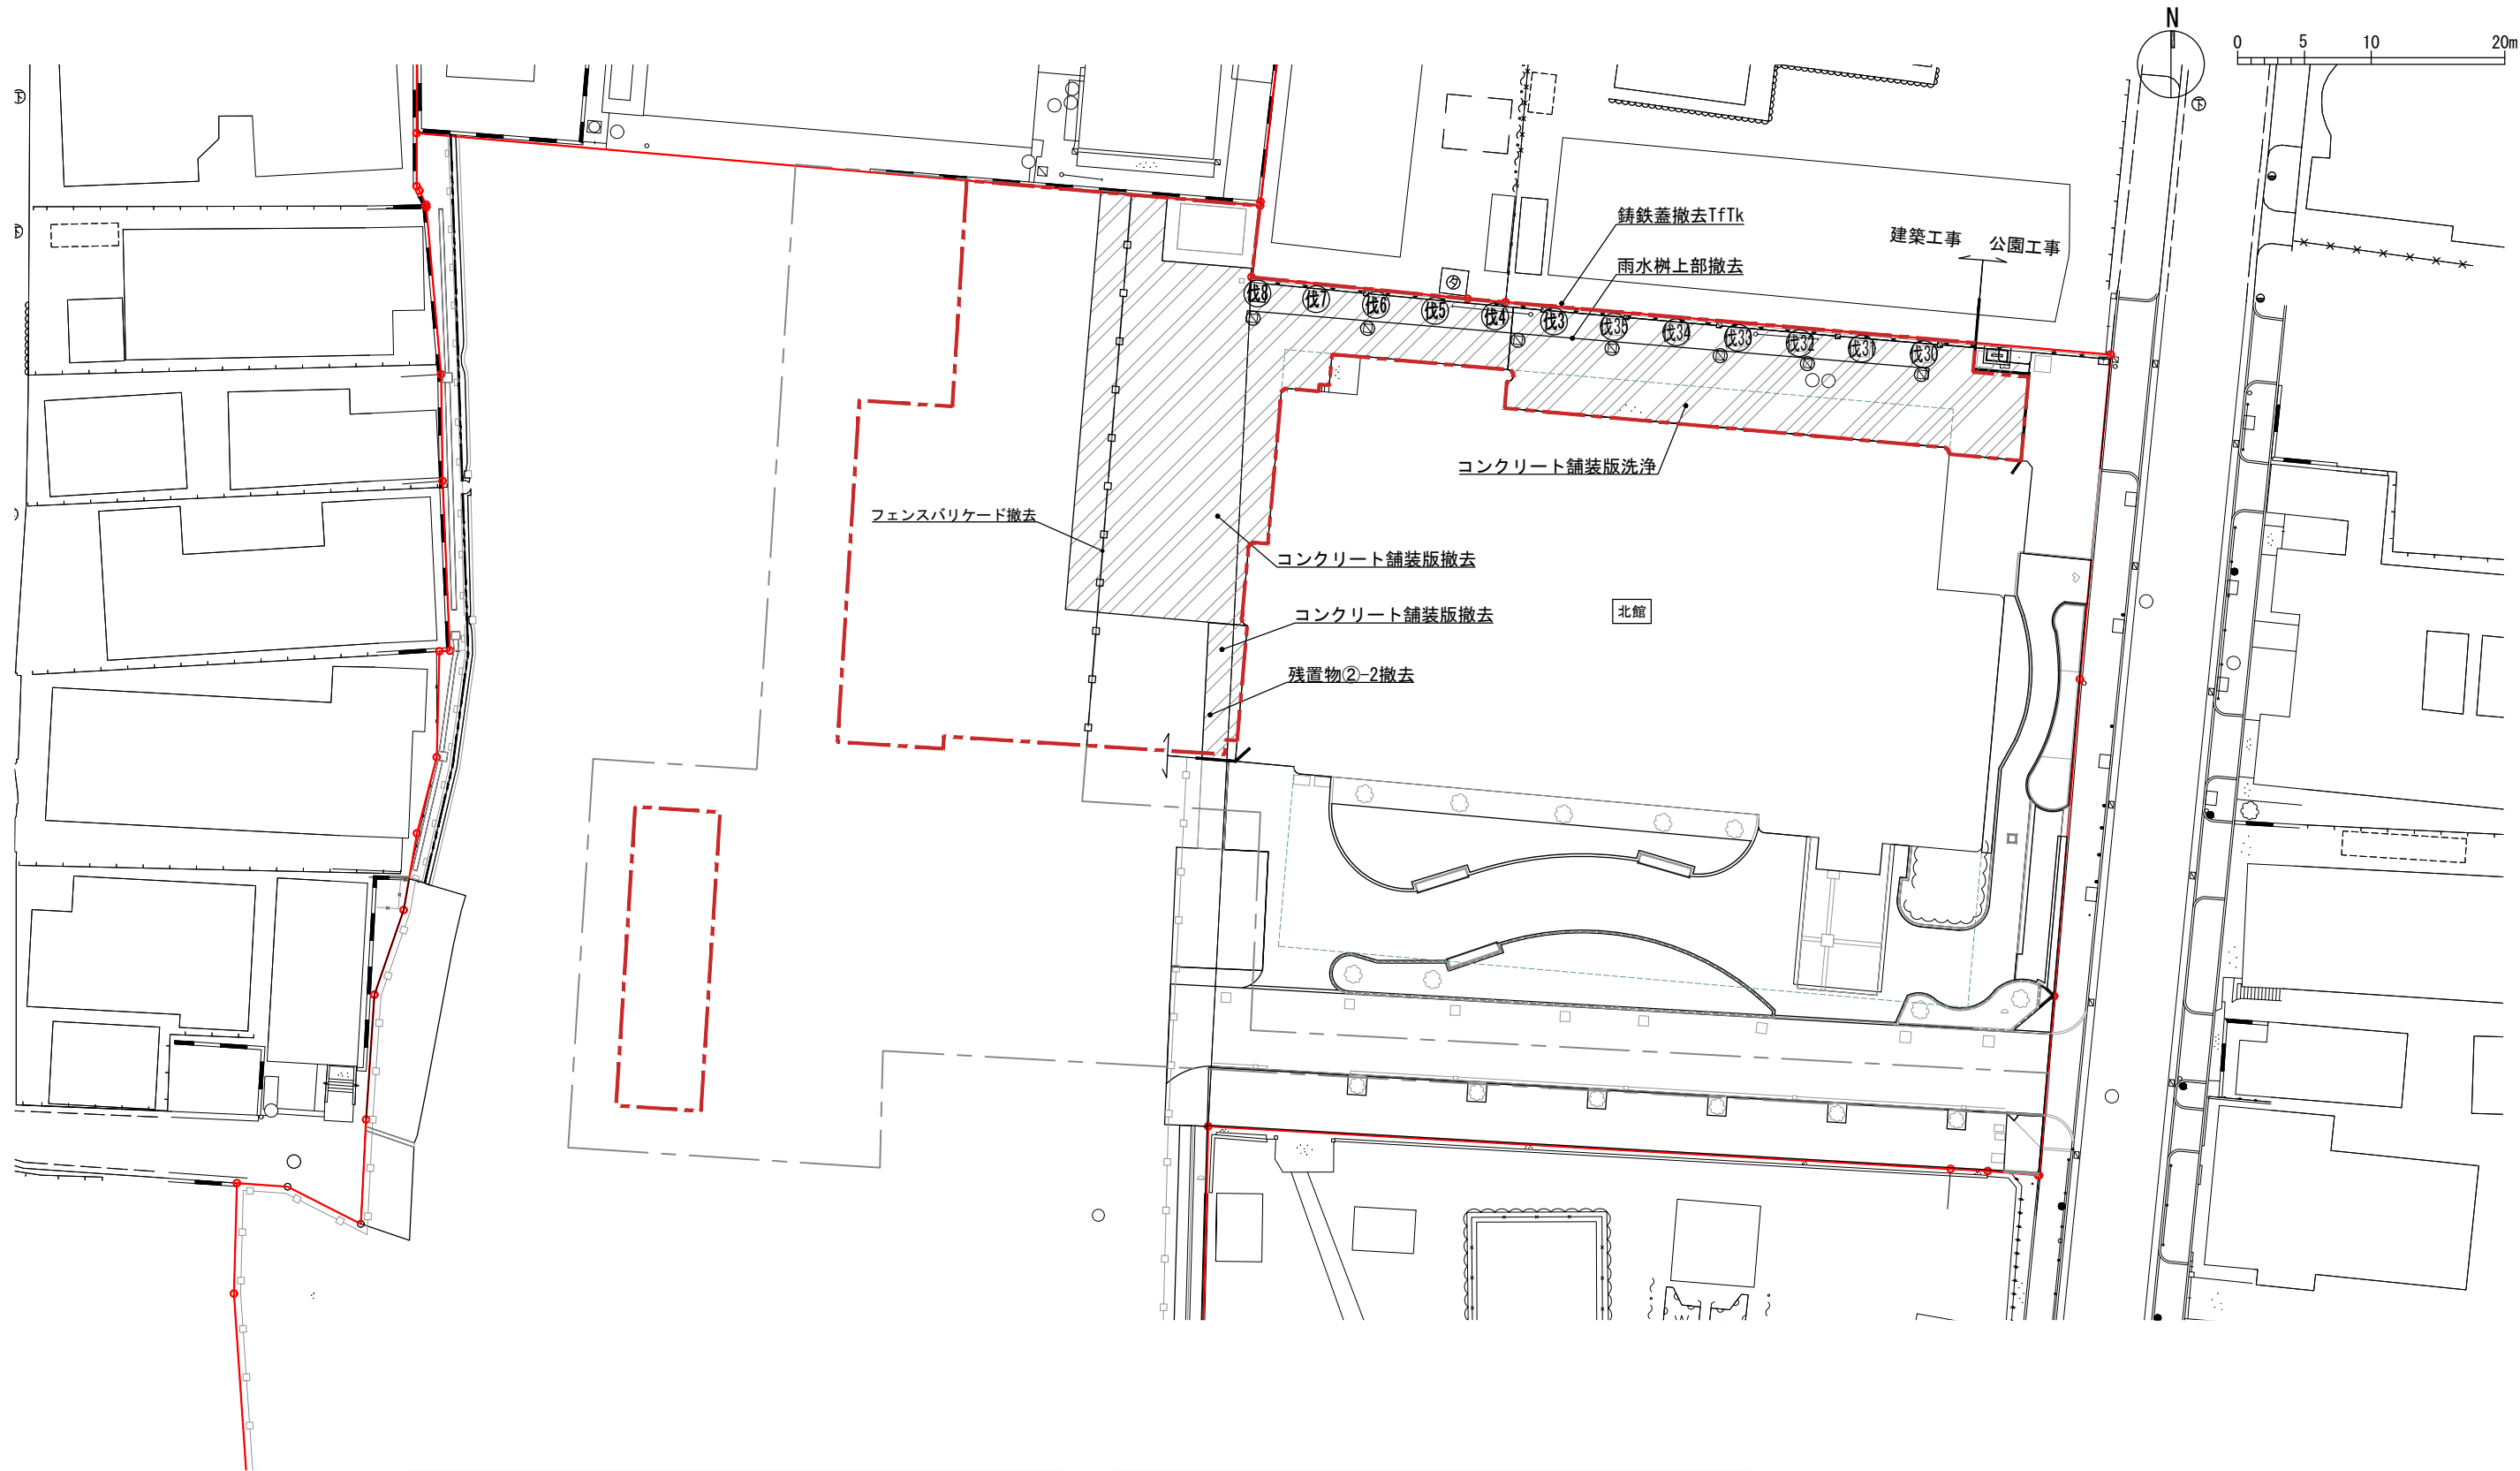 N
0 5 10 20m
下
下
鋳鉄蓋撤去TfTk
建築工事 公園工事
雨水桝上部撤去
タ
伐8 伐7 伐6 伐5 伐4 伐3 伐35 伐34 伐33 伐32 伐31 伐30
コンクリート舗装版洗浄
フェンスバリケード撤去
コンクリート舗装版撤去
北館
コンクリート舗装版撤去
残置物②-2撤去